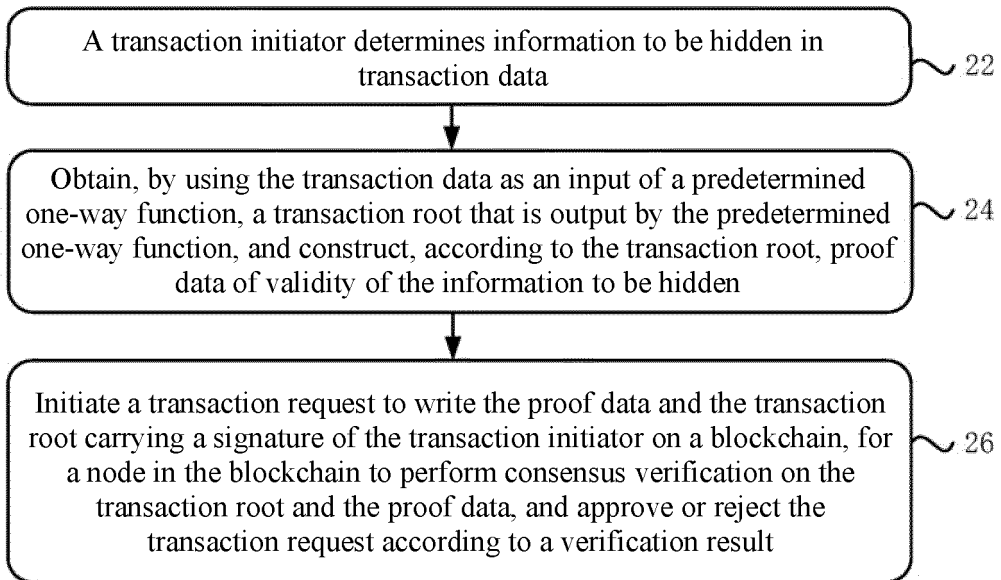 A transaction initiator determines information to be hidden in
transaction data
22
Obtain, by using the transaction data as an input of a predetermined
one-way function, a transaction root that is output by the predetermined
one-way function, and construct, according to the transaction root, proof
data of validity of the information to be hidden
24
Initiate a transaction request to write the proof data and the transaction
root carrying a signature of the transaction initiator on a blockchain, for
a node in the blockchain to perform consensus verification on the
transaction root and the proof data, and approve or reject the
transaction request according to a verification result
26